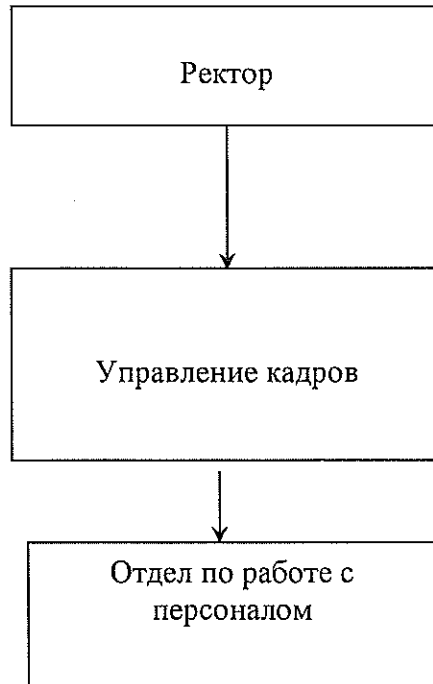 Ректор
Управление кадров
Отдел по работе с
персоналом